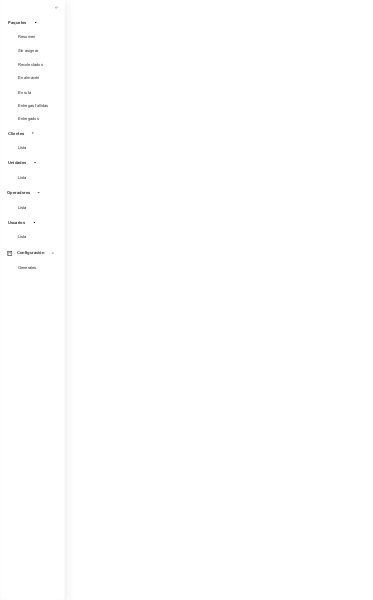 Paquetes
Resumen
Sin asignar
Recolectados
En almacén
En ruta
Entregas fallidas
Entregados
Clientes
Lista
Unidades
Lista
Operadores
Lista
Usuarios
Lista
Configuración
Generales